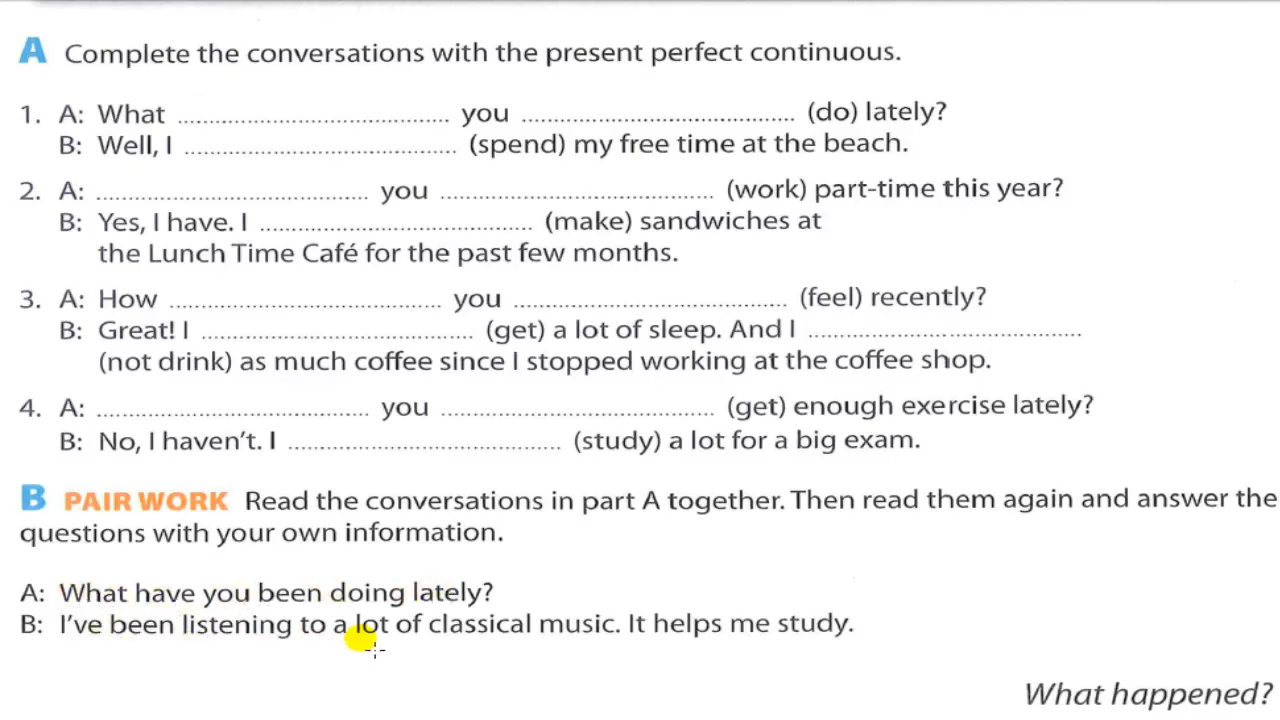 A Complete the conversations with the present perfect continuous.
1. A: What ............................................ you ............................................ (do) lately?
B: Well, I ............................................ (spend) my free time at the beach.
2. A: ............................................ you ............................................ (work) part-time this year?
B: Yes, I have. I ............................................ (make) sandwiches at
the Lunch Time Café for the past few months.
3. A: How ............................................ you ............................................ (feel) recently?
B: Great! I ............................................ (get) a lot of sleep. And I ............................................
(not drink) as much coffee since I stopped working at the coffee shop.
4. A: ............................................ you ............................................ (get) enough exercise lately?
B: No, I haven't. I ............................................ (study) a lot for a big exam.
B PAIR WORK Read the conversations in part A together. Then read them again and answer the
questions with your own information.
A: What have you been doing lately?
B: I've been listening to a lot of classical music. It helps me study.
What happened?